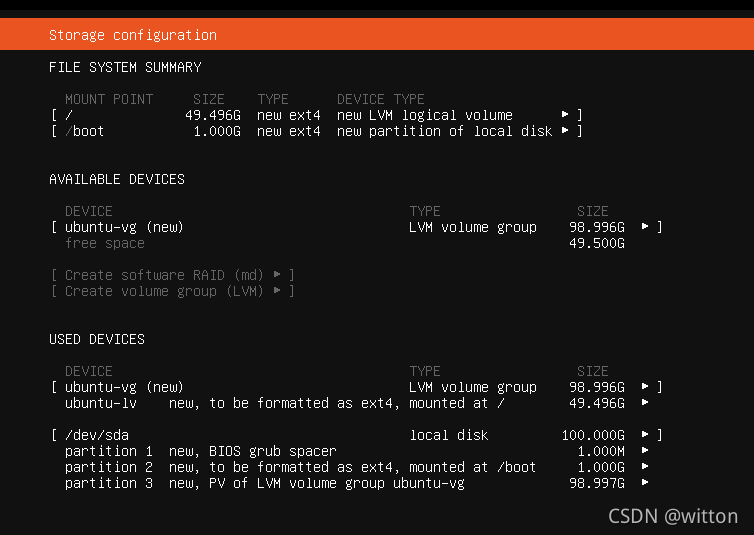 Storage configuration
FILE SYSTEM SUMMARY
MOUNT POINT SIZE TYPE DEVICE TYPE
[ / 49.496G new ext4 new LVM logical volume ▸ ]
[ /boot 1.000G new ext4 new partition of local disk ▸ ]
AVAILABLE DEVICES
DEVICE TYPE SIZE
[ ubuntu-vg (new) LVM volume group 98.996G ▸ ]
free space 49.500G
[ Create software RAID (md) ▸ ]
[ Create volume group (LVM) ▸ ]
USED DEVICES
DEVICE TYPE SIZE
[ ubuntu-vg (new) LVM volume group 98.996G ▸ ]
ubuntu-lv new, to be formatted as ext4, mounted at / 49.496G ▸
[ /dev/sda local disk 100.000G ▸ ]
partition 1 new, BIOS grub spacer 1.000M ▸
partition 2 new, to be formatted as ext4, mounted at /boot 1.000G ▸
partition 3 new, PV of LVM volume group ubuntu-vg 98.997G ▸
CSDN @witton